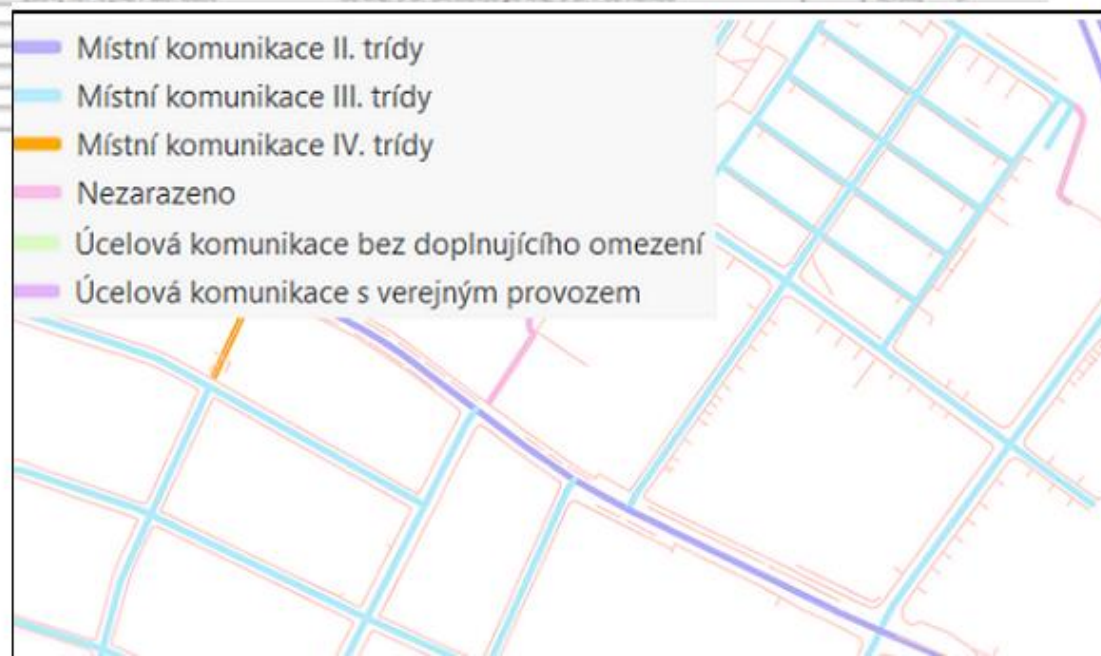 Místní komunikace II. trídy
Místní komunikace III. trídy
Místní komunikace IV. trídy
Nezarazeno
Úcelová komunikace bez doplnujícího omezení
Úcelová komunikace s verejným provozem